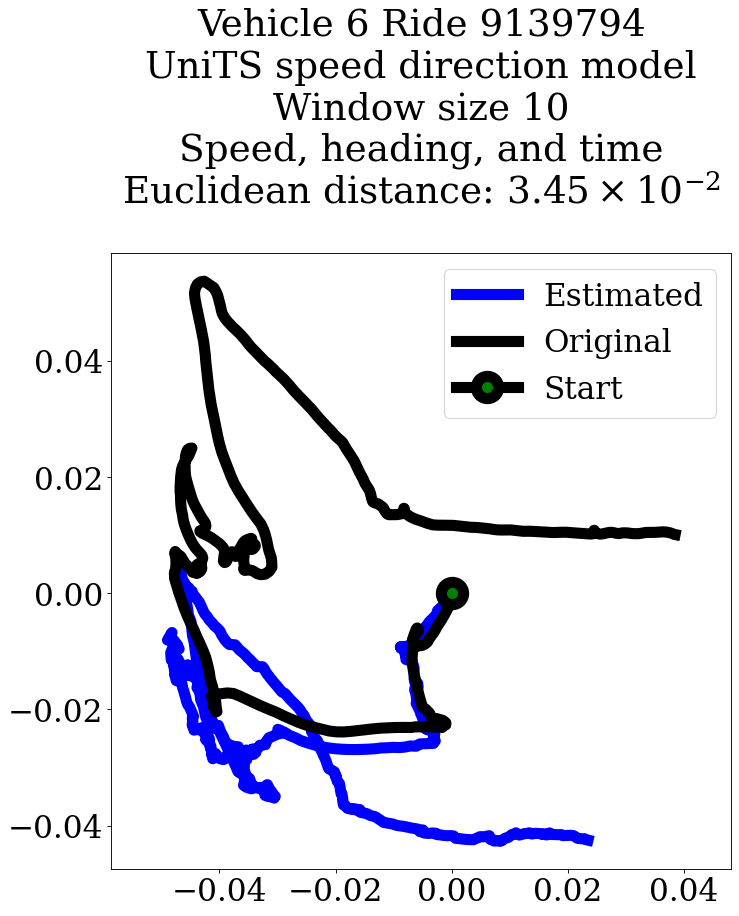 Vehicle 6 Ride 9139794
UniTS speed direction model
Window size 10
Speed, heading, and time
Euclidean distance: 3.45 × 10⁻²
Estimated
Original
Start
0.04
0.02
0.00
−0.02
−0.04
−0.04 −0.02 0.00 0.02 0.04